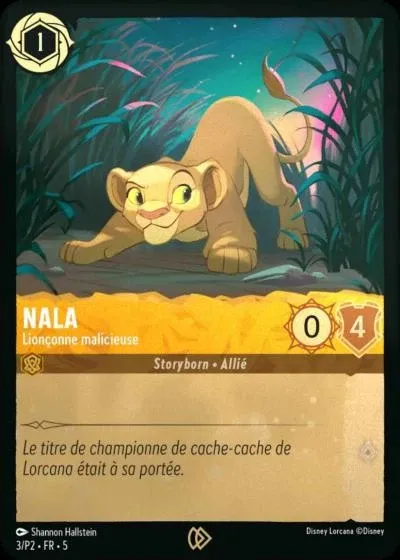 1
NALA
Lionçonne malicieuse
0
4
Storyborn • Allié
Le titre de championne de cache-cache de
Lorcana était à sa portée.
Shannon Hallstein
Disney Lorcana ©Disney
3/P2 • FR • 5